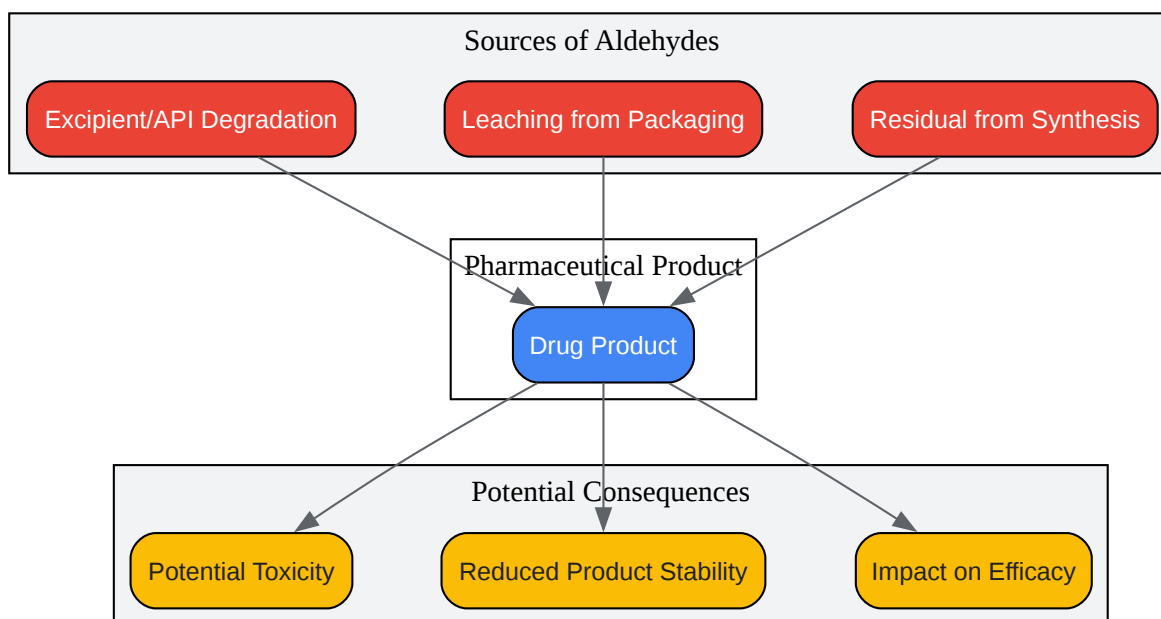 Sources of Aldehydes
Excipient/API Degradation
Leaching from Packaging
Residual from Synthesis
Pharmaceutical Product
Drug Product
Potential Consequences
Potential Toxicity
Reduced Product Stability
Impact on Efficacy